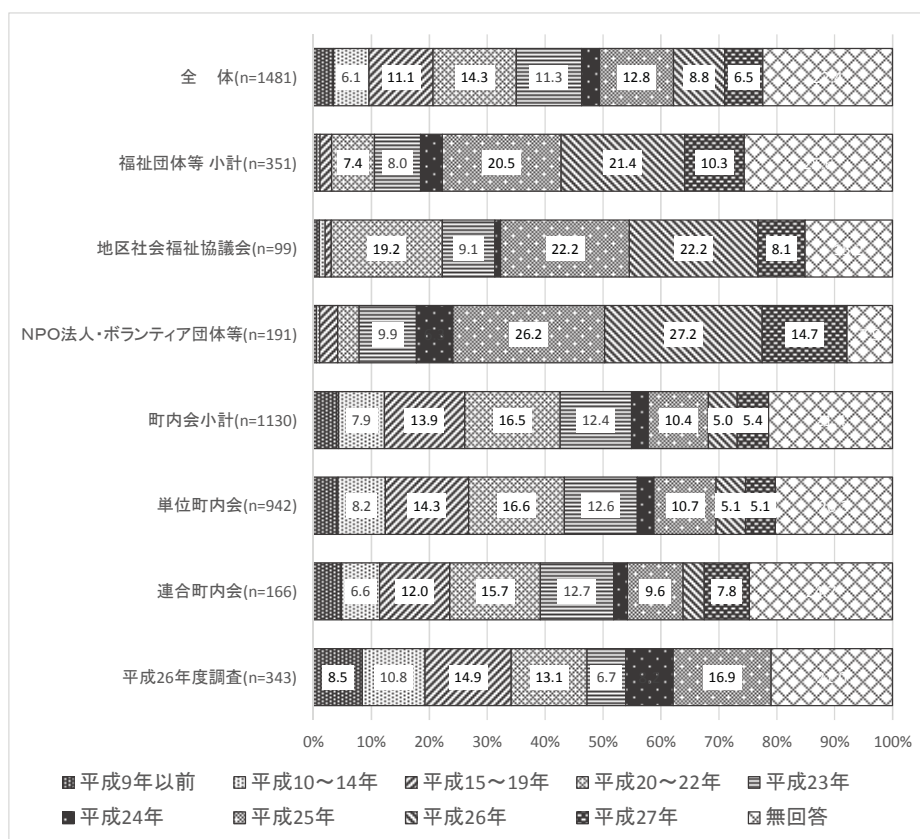 全　体(n=1481) 6.1 11.1 14.3 11.3 12.8 8.8 6.5
福祉団体等 小計(n=351) 7.4 8.0 20.5 21.4 10.3
地区社会福祉協議会(n=99) 19.2 9.1 22.2 22.2 8.1
NPO法人・ボランティア団体等(n=191) 9.9 26.2 27.2 14.7
町内会小計(n=1130) 7.9 13.9 16.5 12.4 10.4 5.0 5.4
単位町内会(n=942) 8.2 14.3 16.6 12.6 10.7 5.1 5.1
連合町内会(n=166) 6.6 12.0 15.7 12.7 9.6 7.8
平成26年度調査(n=343) 8.5 10.8 14.9 13.1 6.7 16.9
0% 10% 20% 30% 40% 50% 60% 70% 80% 90% 100%
平成9年以前 平成10～14年 平成15～19年 平成20～22年 平成23年
平成24年 平成25年 平成26年 平成27年 無回答